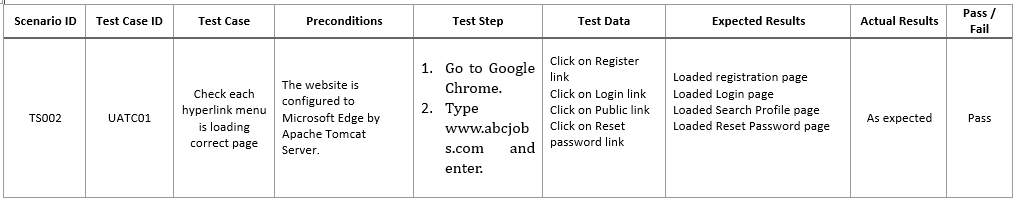 Scenario ID
Test Case ID
Test Case
Preconditions
Test Step
Test Data
Expected Results
Actual Results
Pass /
Fail
TS002
UATC01
Check each
hyperlink menu
is loading
correct page
The website is
configured to
Microsoft Edge by
Apache Tomcat
Server.
1. Go to Google
Chrome.
2. Type
www.abcjob
s.com and
enter.
Click on Register
link
Click on Login link
Click on Public link
Click on Reset
password link
Loaded registration page
Loaded Login page
Loaded Search Profile page
Loaded Reset Password page
As expected
Pass